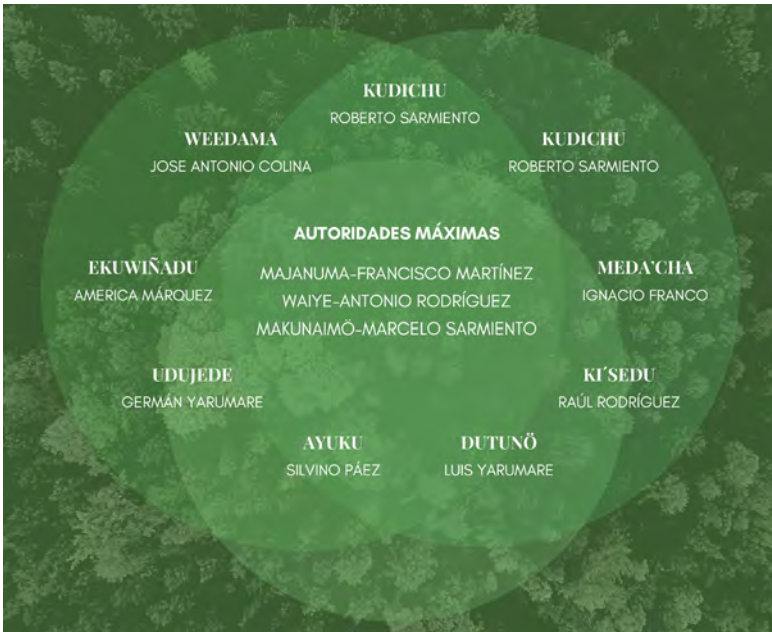 KUDICHU
ROBERTO SARMIENTO
WEEDAMA
JOSE ANTONIO COLINA
KUDICHU
ROBERTO SARMIENTO
AUTORIDADES MÁXIMAS
MAJANUMA-FRANCISCO MARTÍNEZ
WAIYE-ANTONIO RODRÍGUEZ
MAKUNAIMÖ-MARCELO SARMIENTO
EKUWIÑADU
AMERICA MÁRQUEZ
MEDA'CHA
IGNACIO FRANCO
UDUJEDE
GERMÁN YARUMARE
KI´SEDU
RAÚL RODRÍGUEZ
AYUKU
SILVINO PÁEZ
DUTUNÖ
LUIS YARUMARE